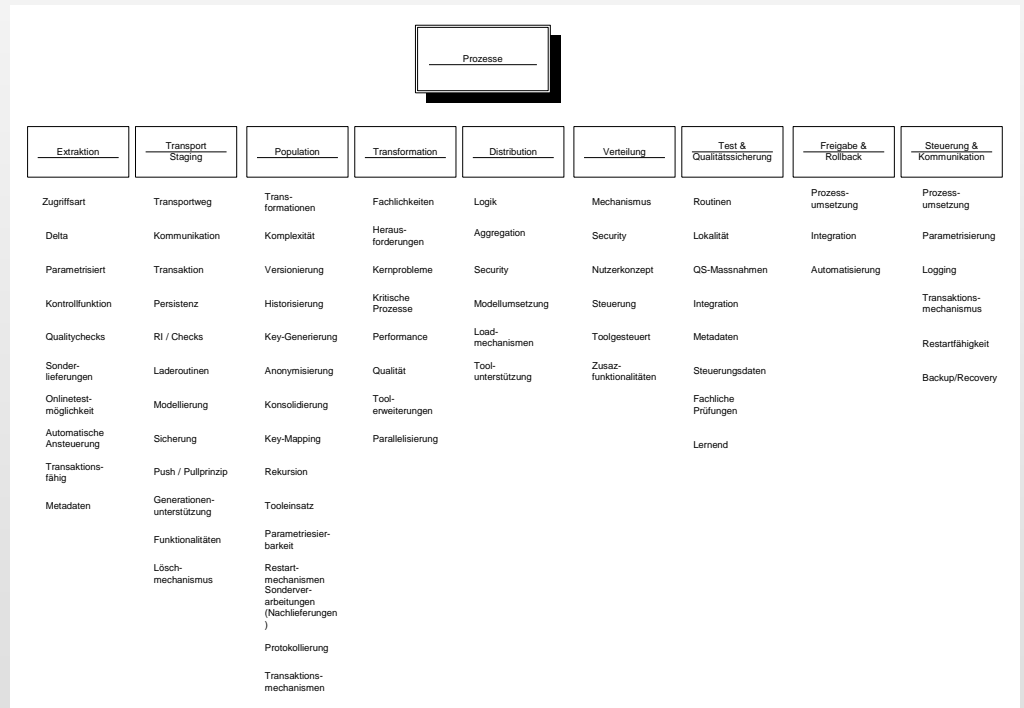 Prozesse
Extraktion
Zugriffsart
Delta
Parametrisiert
Kontrollfunktion
Qualitychecks
Sonder-
lieferungen
Onlinetest-
möglichkeit
Automatische
Ansteuerung
Transaktions-
fähig
Metadaten
Transport
Staging
Transportweg
Kommunikation
Transaktion
Persistenz
RI / Checks
Laderoutinen
Modellierung
Sicherung
Push / Pullprinzip
Generationen-
unterstützung
Funktionalitäten
Lösch-
mechanismus
Population
Trans-
formationen
Komplexität
Versionierung
Historisierung
Key-Generierung
Anonymisierung
Konsolidierung
Key-Mapping
Rekursion
Tooleinsatz
Parametriesier-
barkeit
Restart-
mechanismen
Sonderver-
arbeitungen
(Nachlieferungen
)
Protokollierung
Transaktions-
mechanismen
Transformation
Fachlichkeiten
Heraus-
forderungen
Kernprobleme
Kritische
Prozesse
Performance
Qualität
Tool-
erweiterungen
Parallelisierung
Distribution
Logik
Aggregation
Security
Modellumsetzung
Load-
mechanismen
Tool-
unterstützung
Verteilung
Mechanismus
Security
Nutzerkonzept
Steuerung
Toolgesteuert
Zusaz-
funktionalitäten
Test &
Qualitätssicherung
Routinen
Lokalität
QS-Massnahmen
Integration
Metadaten
Steuerungsdaten
Fachliche
Prüfungen
Lernend
Freigabe &
Rollback
Prozess-
umsetzung
Integration
Automatisierung
Steuerung &
Kommunikation
Prozess-
umsetzung
Parametrisierung
Logging
Transaktions-
mechanismus
Restartfähigkeit
Backup/Recovery